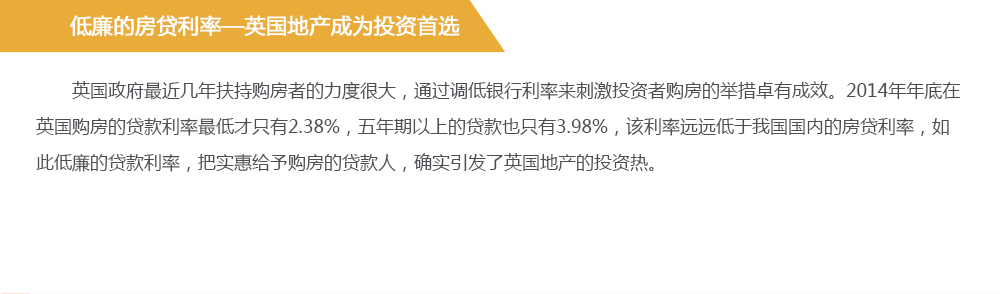 低廉的房贷利率—英国地产成为投资首选
英国政府最近几年扶持购房者的力度很大，通过调低银行利率来刺激投资者购房的举措卓有成效。2014年年底在
英国购房的贷款利率最低才只有2.38%，五年期以上的贷款也只有3.98%，该利率远远低于我国国内的房贷利率，如
此低廉的贷款利率，把实惠给予购房的贷款人，确实引发了英国地产的投资热。